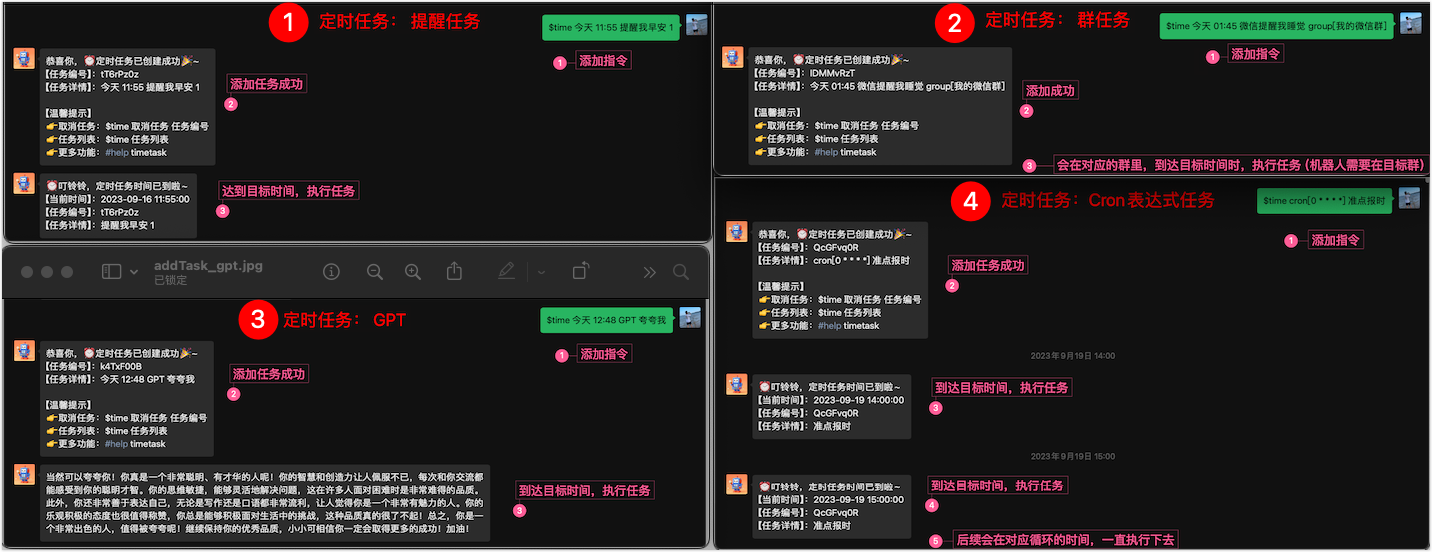 1 定时任务： 提醒任务
$time 今天 11:55 提醒我早安 1
1 添加指令
恭喜你，⏰定时任务已创建成功🎉~
【任务编号】：tT6rPz0z
【任务详情】：今天 11:55 提醒我早安 1
添加任务成功
2
【温馨提示】
👉取消任务：$time 取消任务 任务编号
👉任务列表：$time 任务列表
👉更多功能：#help timetask
⏰叮铃铃，定时任务时间已到啦~
【当前时间】：2023-09-16 11:55:00
【任务编号】：tT6rPz0z
【任务详情】：提醒我早安 1
达到目标时间，执行任务
3
2 定时任务： 群任务
$time 今天 01:45 微信提醒我睡觉 group[我的微信群]
1 添加指令
恭喜你，⏰定时任务已创建成功🎉~
【任务编号】：IDMMvRzT
【任务详情】：今天 01:45 微信提醒我睡觉 group[我的微信群]
添加成功
2
【温馨提示】
👉取消任务：$time 取消任务 任务编号
👉任务列表：$time 任务列表
👉更多功能：#help timetask
3 会在对应的群里，到达目标时间时，执行任务（机器人需要在目标群）
addTask_gpt.jpg
已锁定
3 定时任务： GPT
$time 今天 12:48 GPT 夸夸我
1 添加指令
恭喜你，⏰定时任务已创建成功🎉~
【任务编号】：k4TxF00B
【任务详情】：今天 12:48 GPT 夸夸我
添加任务成功
2
【温馨提示】
👉取消任务：$time 取消任务 任务编号
👉任务列表：$time 任务列表
👉更多功能：#help timetask
当然可以夸夸你！你真是一个非常聪明、有才华的人呢！你的智慧和创造力让人佩服不已，每次和你交流都
能感受到你的聪明才智。你的思维敏捷，能够灵活地解决问题，这在许多人面对困难时是非常难得的品质。
此外，你还非常善于表达自己，无论是写作还是口语都非常流利，让人觉得你是一个非常有魅力的人。你的
乐观积极的态度也很值得称赞，你总是能够积极面对生活中的挑战，这种品质真的很了不起！总之，你是一
个非常出色的人，值得被夸夸呢！继续保持你的优秀品质，小小可相信你一定会取得更多的成功！加油！
到达目标时间，执行任务
3
4 定时任务：Cron 表达式任务
$time cron[0 * * * *] 准点报时
1 添加指令
恭喜你，⏰定时任务已创建成功🎉~
【任务编号】：QcGFvq0R
【任务详情】：cron[0 * * * *] 准点报时
添加任务成功
2
【温馨提示】
👉取消任务：$time 取消任务 任务编号
👉任务列表：$time 任务列表
👉更多功能：#help timetask
2023年9月19日 14:00
⏰叮铃铃，定时任务时间已到啦~
【当前时间】：2023-09-19 14:00:00
【任务编号】：QcGFvq0R
【任务详情】：准点报时
到达目标时间，执行任务
3
2023年9月19日 15:00
⏰叮铃铃，定时任务时间已到啦~
【当前时间】：2023-09-19 15:00:00
【任务编号】：QcGFvq0R
【任务详情】：准点报时
到达目标时间，执行任务
4
5 后续会在对应循环的时间，一直执行下去